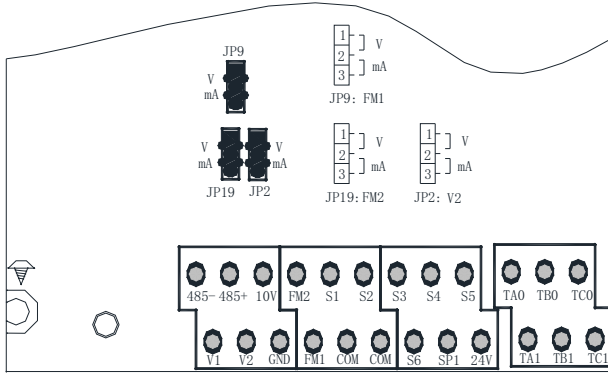 JP9
V
mA
1
2
3
V
mA
JP9: FM1
V
mA
V
mA
JP19
JP2
1
2
3
V
mA
JP19: FM2
1
2
3
V
mA
JP2: V2
485- 485+ 10V FM2 S1 S2 S3 S4 S5 TA0 TB0 TC0
V1 V2 GND FM1 COM COM S6 SP1 24V TA1 TB1 TC1